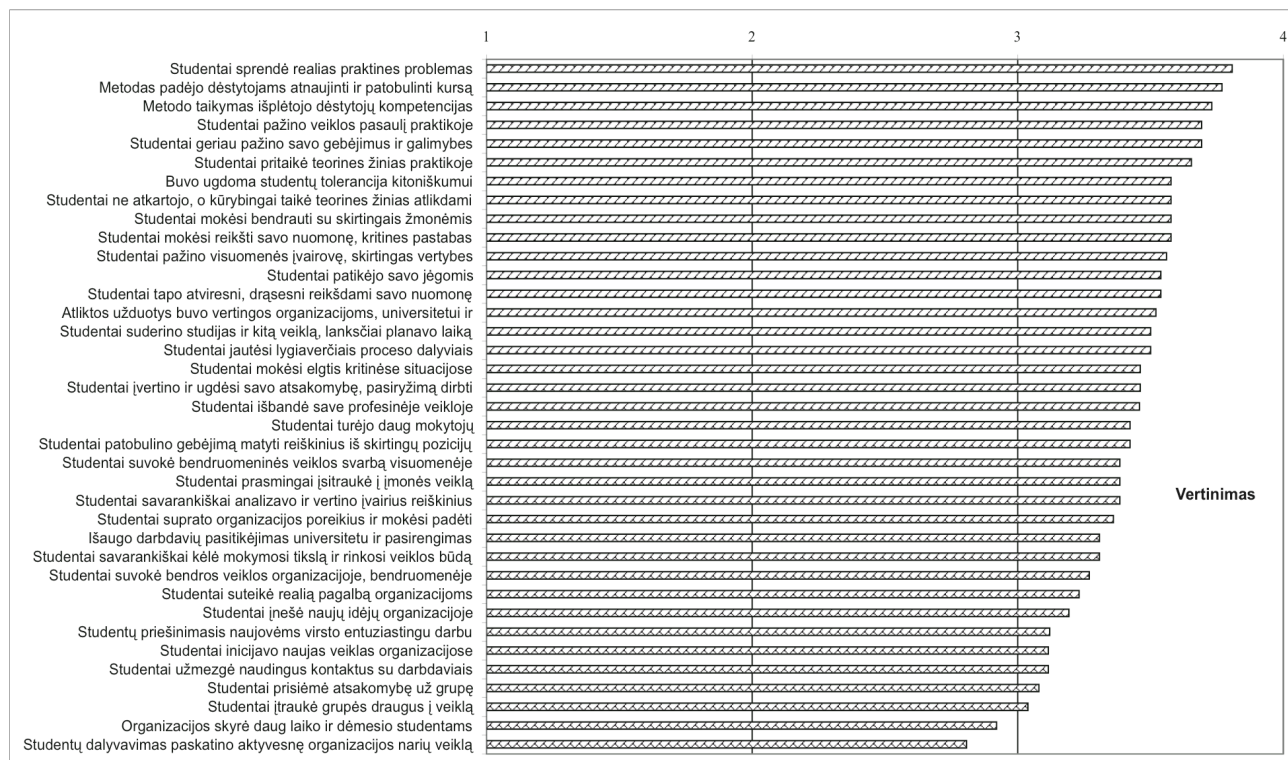 1 2 3 4
Studentai sprendė realias praktines problemas
Metodas padėjo dėstytojams atnaujinti ir patobulinti kursą
Metodo taikymas išplėtojo dėstytojų kompetencijas
Studentai pažino veiklos pasaulį praktikoje
Studentai geriau pažino savo gebėjimus ir galimybes
Studentai pritaikė teorines žinias praktikoje
Buvo ugdoma studentų tolerancija kitoniškumui
Studentai ne atkartojo, o kūrybingai taikė teorines žinias atlikdami
Studentai mokėsi bendrauti su skirtingais žmonėmis
Studentai mokėsi reikšti savo nuomonę, kritines pastabas
Studentai pažino visuomenės įvairovę, skirtingas vertybes
Studentai patikėjo savo jėgomis
Studentai tapo atviresni, drąsesni reikšdami savo nuomonę
Atliktos užduotys buvo vertingos organizacijoms, universitetui ir
Studentai suderino studijas ir kitą veiklą, lanksčiai planavo laiką
Studentai jautėsi lygiaverčiais proceso dalyviais
Studentai mokėsi elgtis kritinėse situacijose
Studentai įvertino ir ugdėsi savo atsakomybę, pasiryžimą dirbti
Studentai išbandė save profesinėje veikloje
Studentai turėjo daug mokytojų
Studentai patobulino gebėjimą matyti reiškinius iš skirtingų pozicijų
Studentai suvokė bendruomeninės veiklos svarbą visuomenėje
Studentai prasmingai įsitraukė į įmonės veiklą
Studentai savarankiškai analizavo ir vertino įvairius reiškinius
Vertinimas
Studentai suprato organizacijos poreikius ir mokėsi padėti
Išaugo darbdavių pasitikėjimas universitetu ir pasirengimas
Studentai savarankiškai kėlė mokymosi tikslą ir rinkosi veiklos būdą
Studentai suvokė bendros veiklos organizacijoje, bendruomenėje
Studentai suteikė realią pagalbą organizacijoms
Studentai įnešė naujų idėjų organizacijoje
Studentų priešinimasis naujovėms virsto entuziastingu darbu
Studentai inicijavo naujas veiklas organizacijose
Studentai užmezgė naudingus kontaktus su darbdaviais
Studentai prisiėmė atsakomybę už grupę
Studentai įtraukė grupės draugus į veiklą
Organizacijos skyrė daug laiko ir dėmesio studentams
Studentų dalyvavimas paskatino aktyvesnę organizacijos narių veiklą